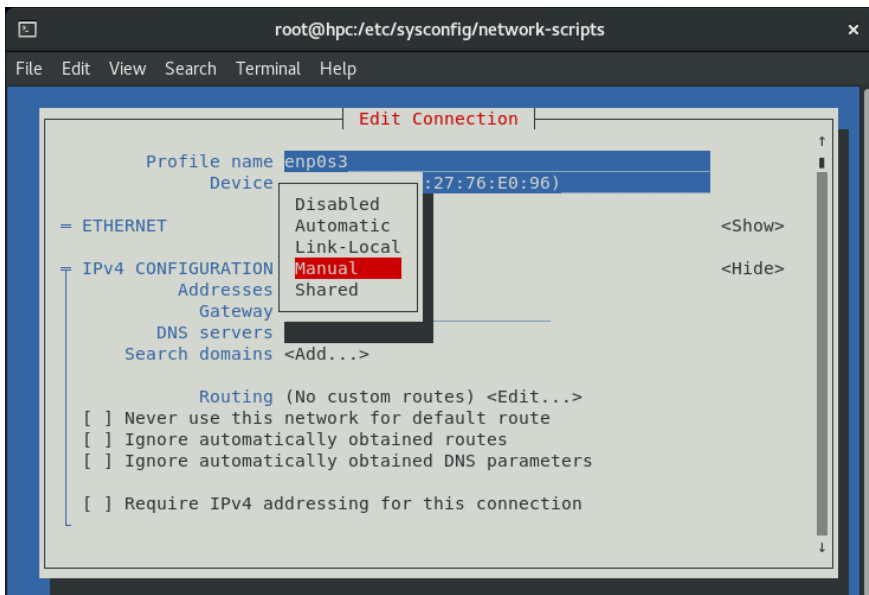 root@hpc:/etc/sysconfig/network-scripts ×
File Edit View Search Terminal Help
Edit Connection
Profile name enp0s3
Device :27:76:E0:96)
Disabled
= ETHERNET Automatic <Show>
Link-Local
= IPv4 CONFIGURATION Manual <Hide>
Addresses Shared
Gateway
DNS servers
Search domains <Add...>
Routing (No custom routes) <Edit...>
[ ] Never use this network for default route
[ ] Ignore automatically obtained routes
[ ] Ignore automatically obtained DNS parameters
[ ] Require IPv4 addressing for this connection